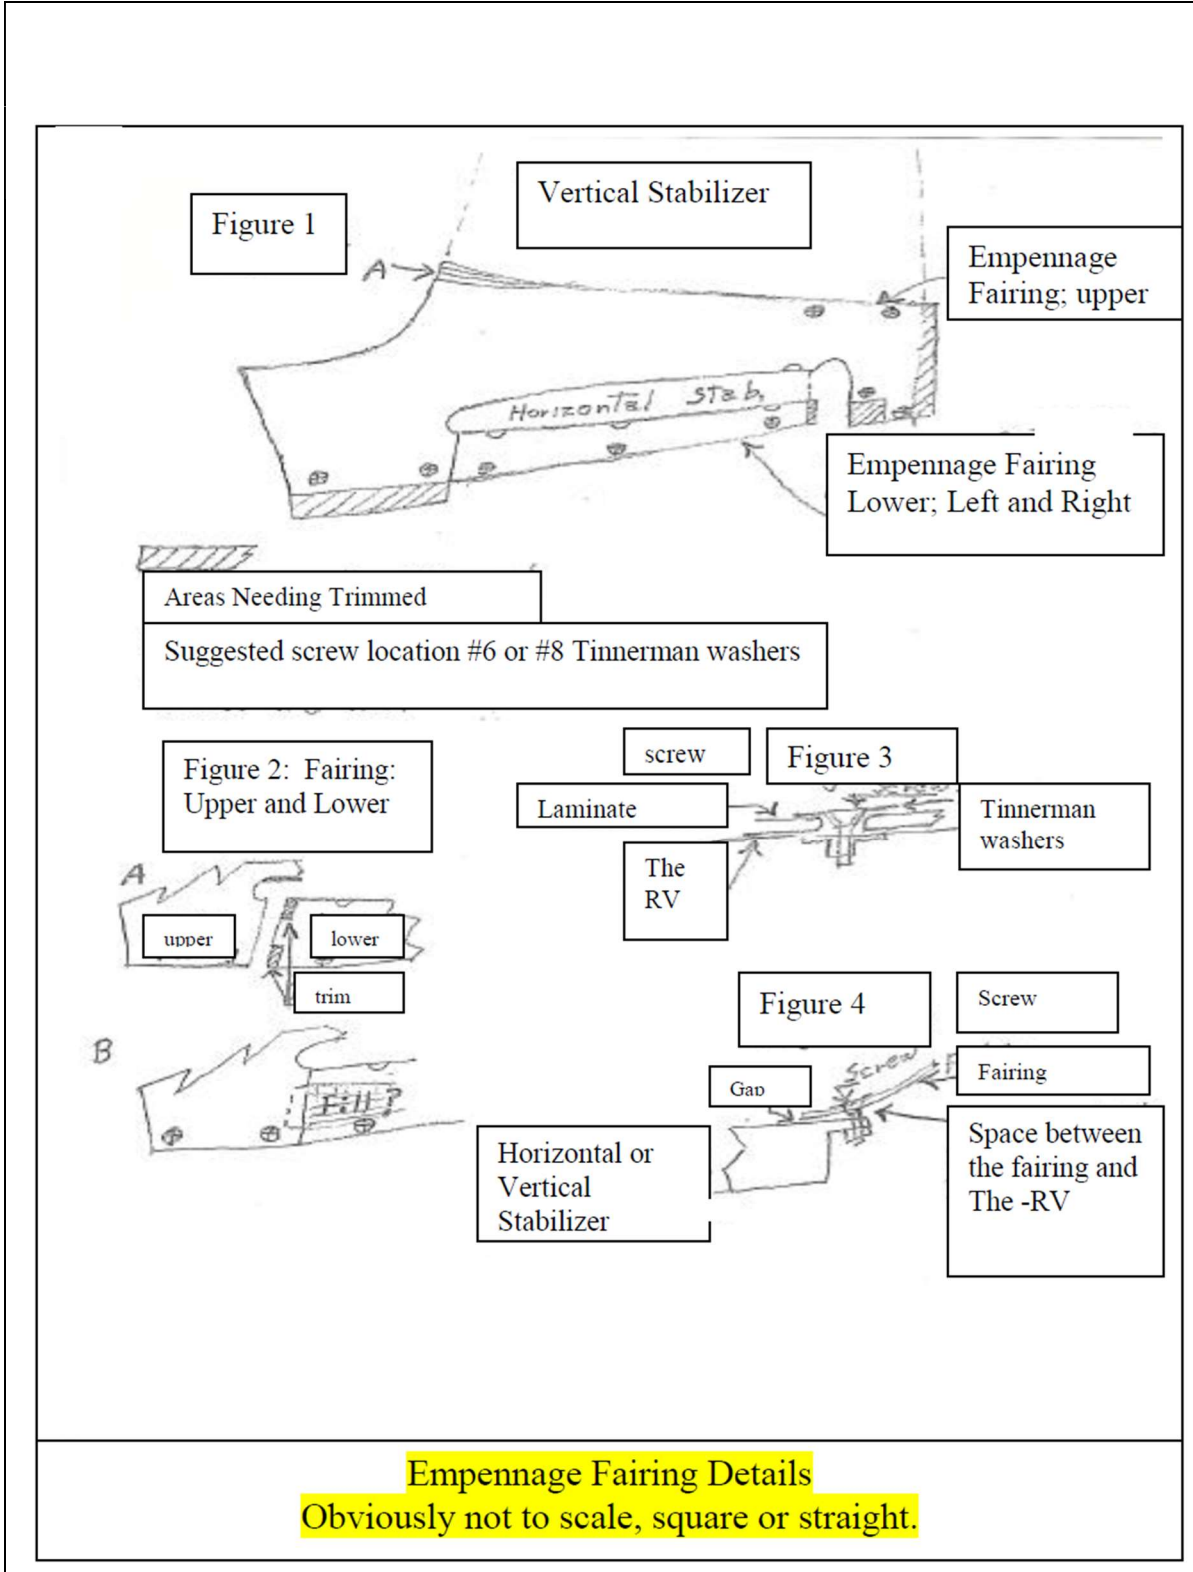 Vertical Stabilizer
Figure 1
A
Empennage
Fairing; upper
Horizontal Stab.
Empennage Fairing
Lower; Left and Right
Areas Needing Trimmed
Suggested screw location #6 or #8 Tinnerman washers
Figure 2: Fairing:
Upper and Lower
screw
Figure 3
Laminate
Tinnerman
washers
The
RV
A
upper
lower
trim
Figure 4
Screw
B
Screw
Fairing
Gap
Fill ?
Horizontal or
Vertical
Stabilizer
Space between
the fairing and
The -RV
Empennage Fairing Details
Obviously not to scale, square or straight.